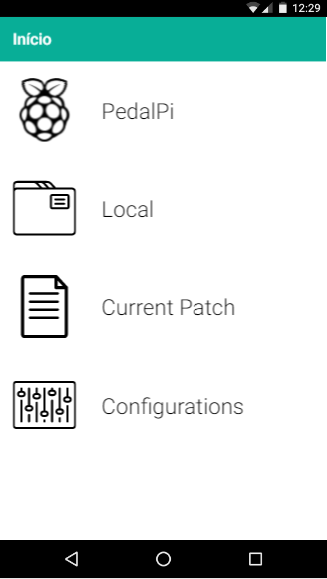 12:29
Início
PedalPi
Local
Current Patch
Configurations